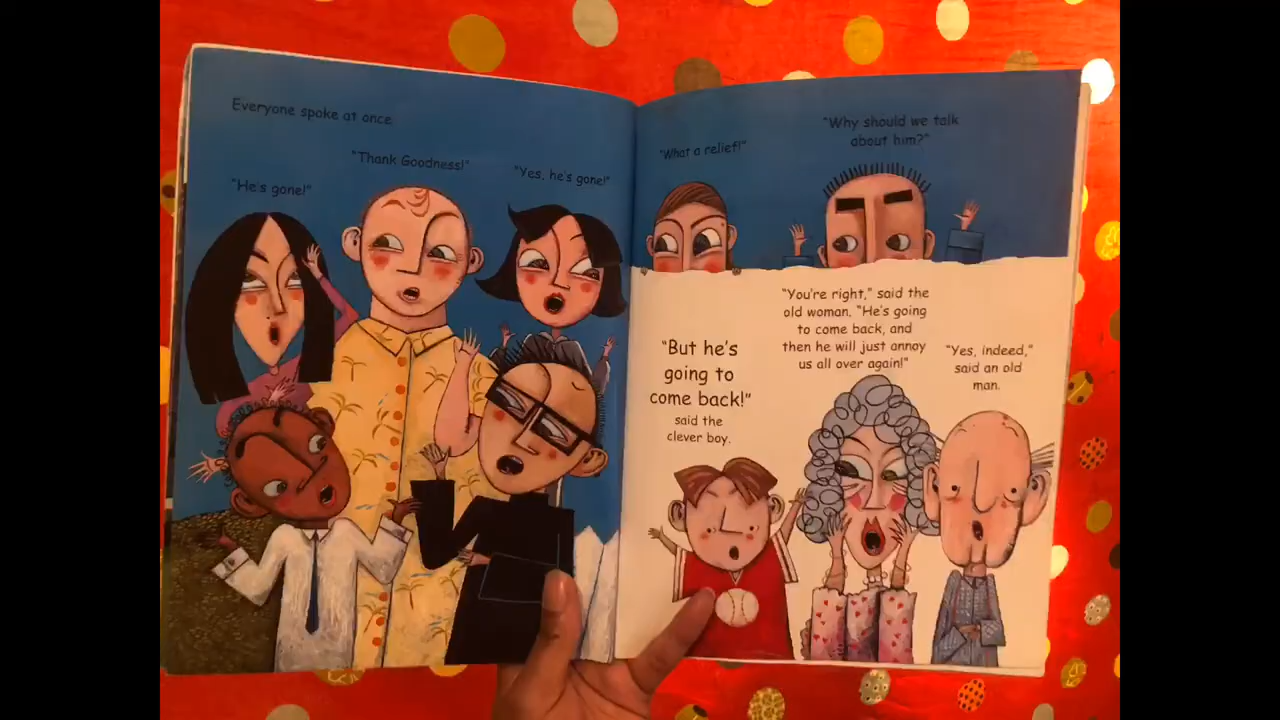 Everyone spoke at once.
"He's gone!"
"Thank Goodness!"
"Yes, he's gone!"
"What a relief!"
"Why should we talk
about him?"
"But he's
going to
come back!"
said the
clever boy.
"You're right," said the
old woman. "He's going
to come back, and
then he will just annoy
us all over again!"
"Yes, indeed,"
said an old
man.